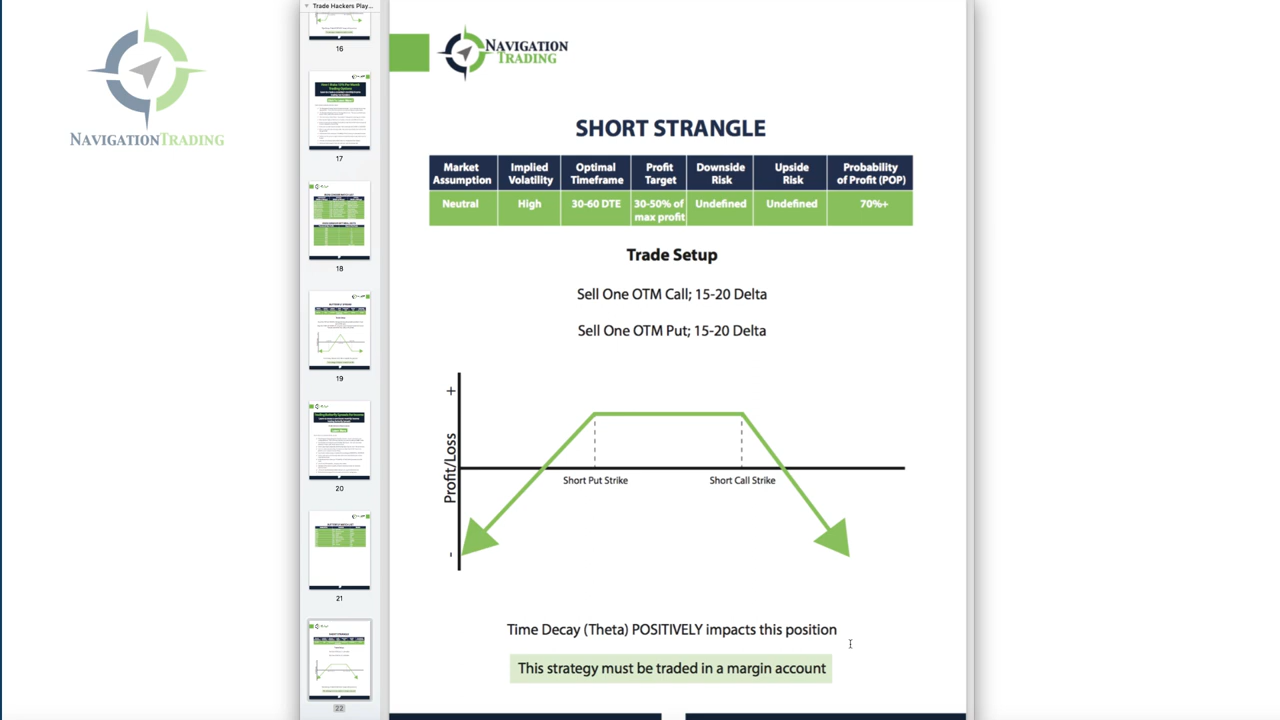 Trade Hackers Play...
16
17
18
19
20
21
22
NAVIGATIONTRADING
NAVIGATION
TRADING
SHORT STRANGLE
Market Assumption Implied Volatility Optimal Timeframe Profit Target Downside Risk Upside Risk Probability of Profit (POP)
Neutral High 30-60 DTE 30-50% of max profit Undefined Undefined 70%+
Trade Setup
Sell One OTM Call; 15-20 Delta
Sell One OTM Put; 15-20 Delta
+
Profit/Loss
-
Short Put Strike
Short Call Strike
Time Decay (Theta) POSITIVELY impacts this position
This strategy must be traded in a margin account